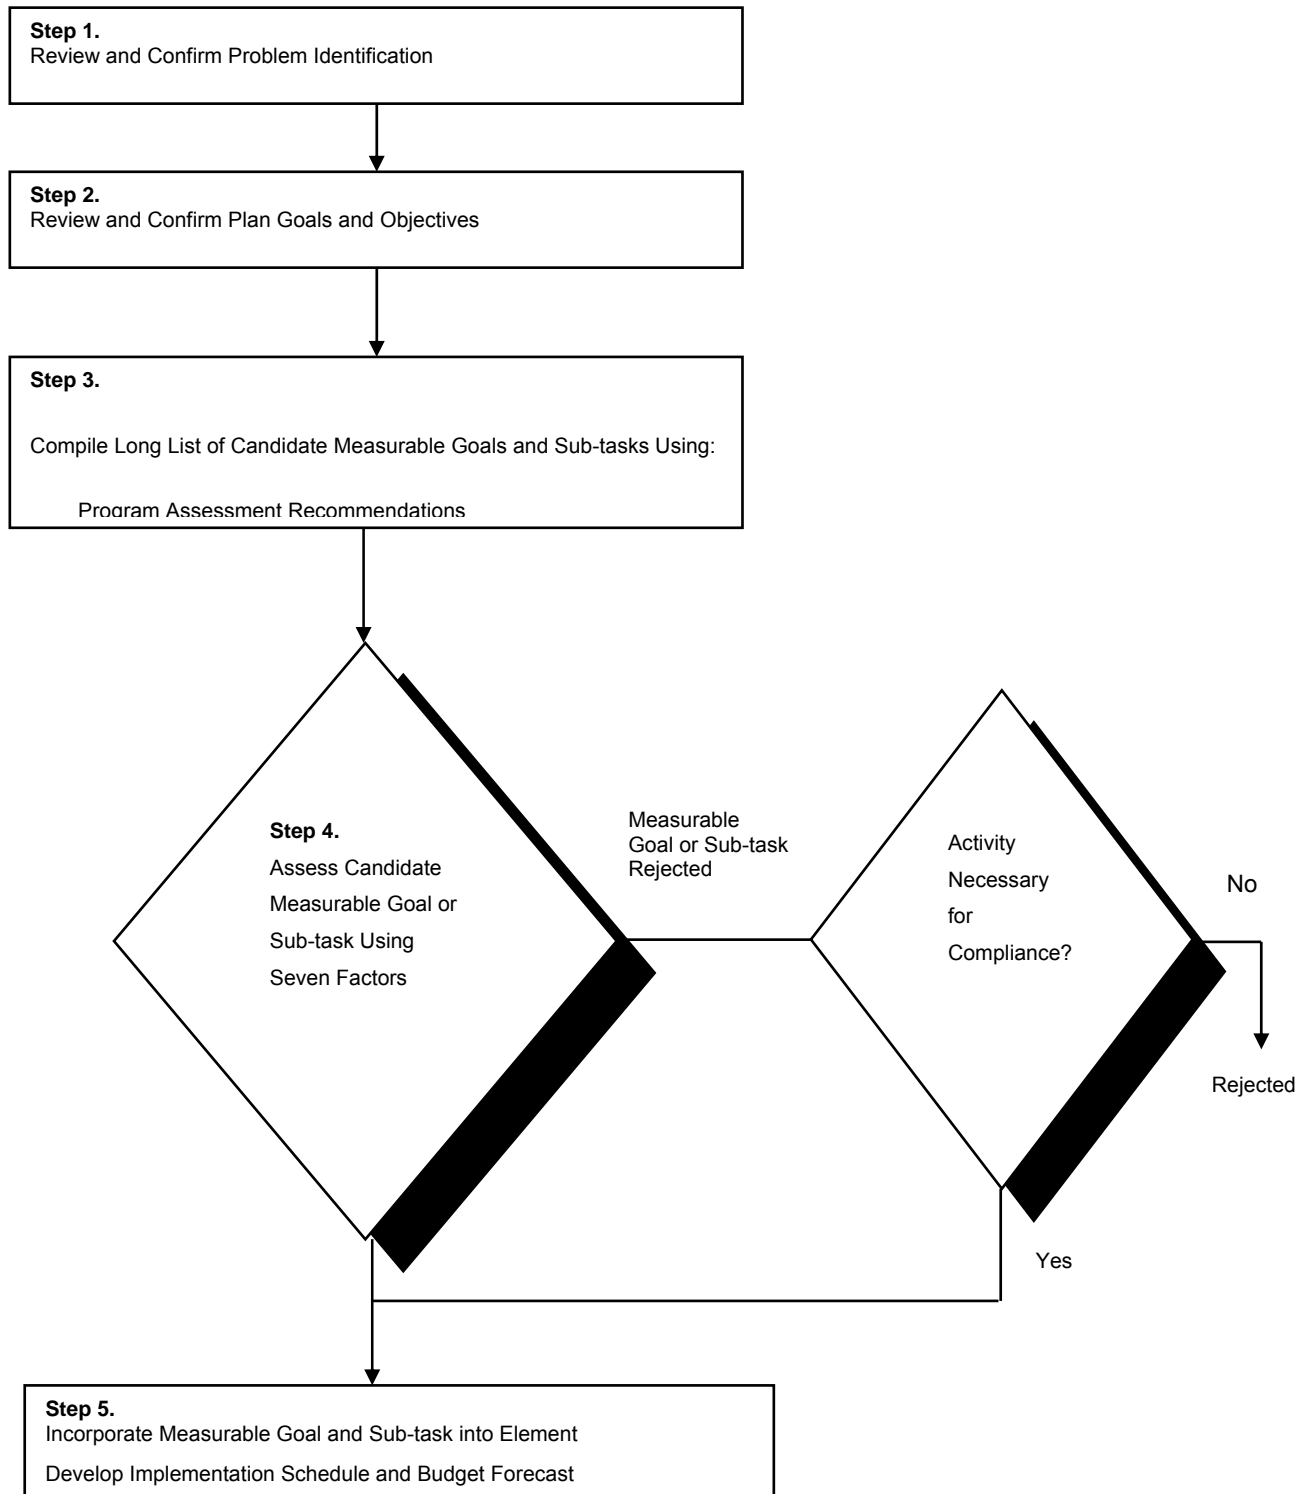 Step 1.
Review and Confirm Problem Identification
Step 2.
Review and Confirm Plan Goals and Objectives
Step 3.
Compile Long List of Candidate Measurable Goals and Sub-tasks Using:
Program Assessment Recommendations
Step 4.
Assess Candidate
Measurable Goal or
Sub-task Using
Seven Factors
Measurable
Goal or Sub-task
Rejected
Activity
Necessary
for
Compliance?
No
Rejected
Yes
Step 5.
Incorporate Measurable Goal and Sub-task into Element
Develop Implementation Schedule and Budget Forecast